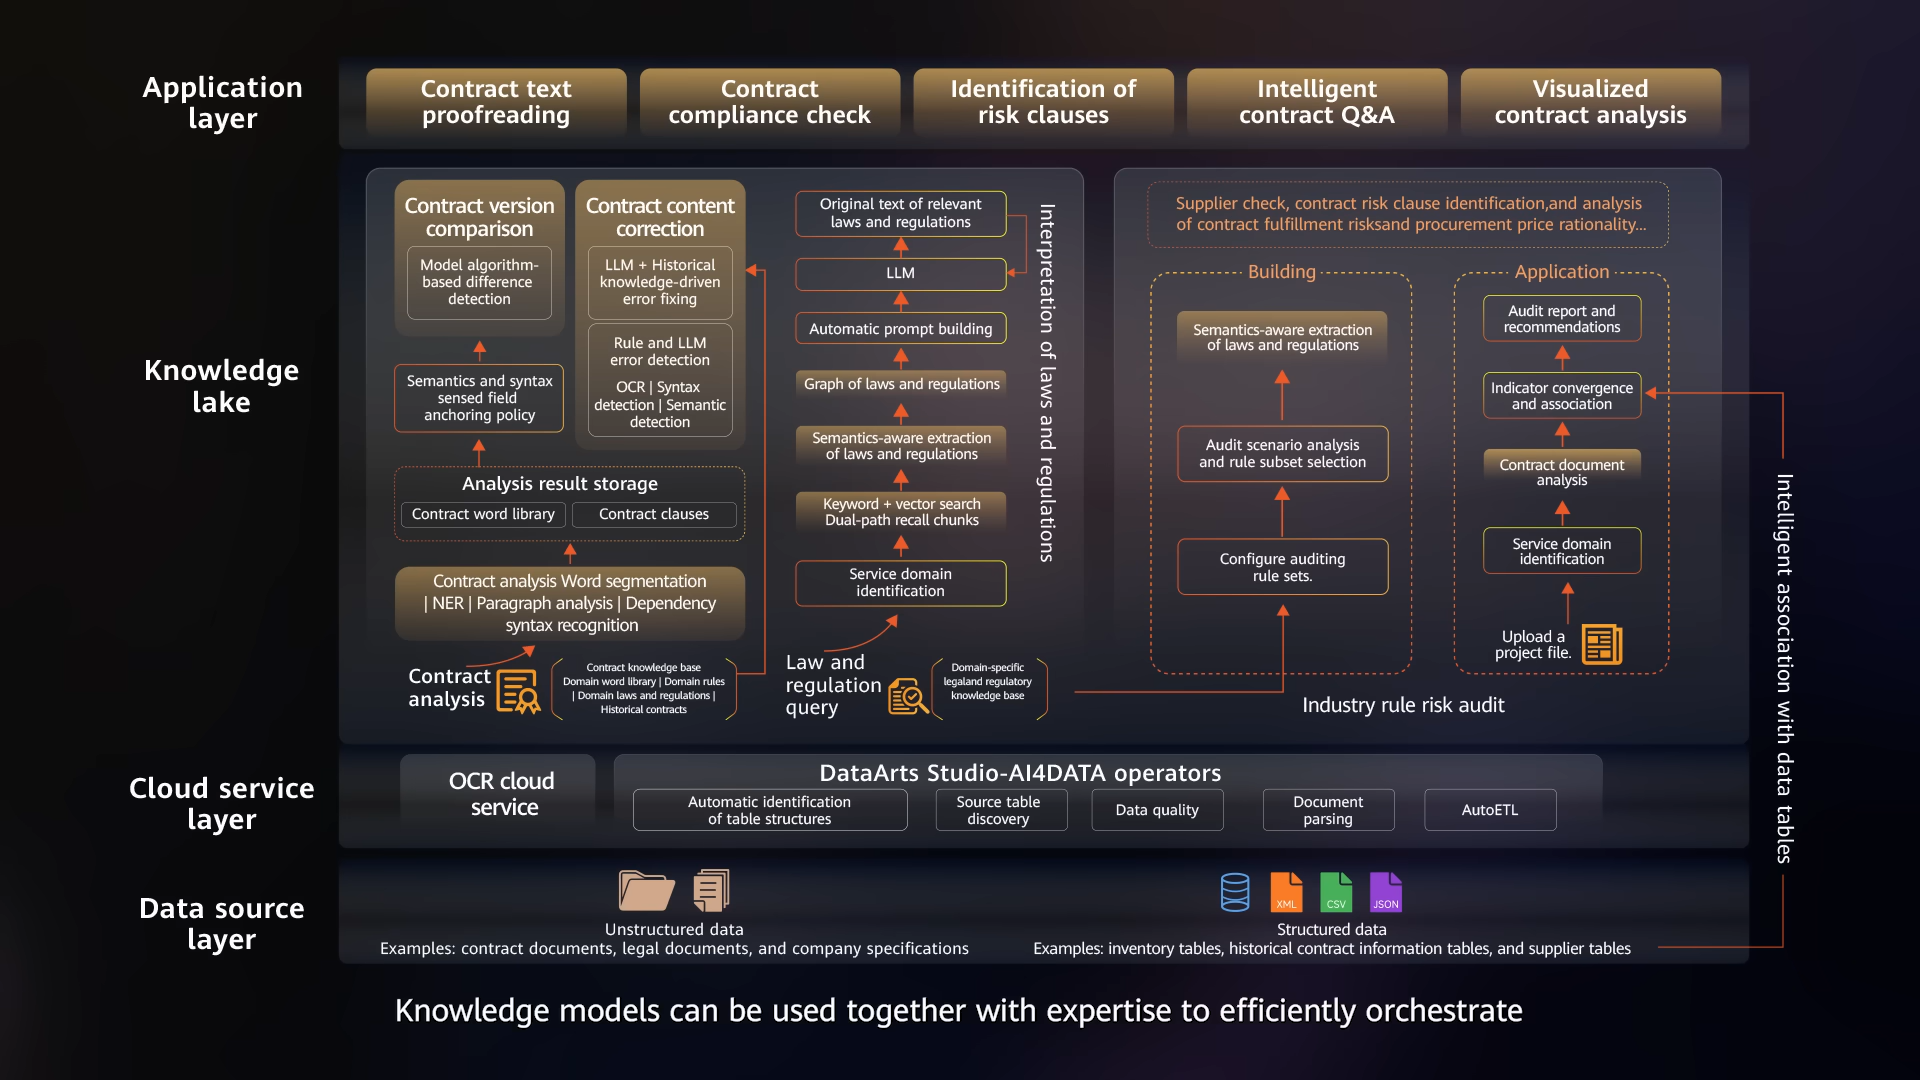 Application
layer
Contract text
proofreading
Contract
compliance check
Identification of
risk clauses
Intelligent
contract Q&A
Visualized
contract analysis
Knowledge
lake
Contract version
comparison
Model algorithm-
based difference
detection
Semantics and syntax
sensed field
anchoring policy
Contract content
correction
LLM + Historical
knowledge-driven
error fixing
Rule and LLM
error detection
OCR | Syntax
detection | Semantic
detection
Analysis result storage
Contract word library
Contract clauses
Contract analysis Word segmentation
| NER | Paragraph analysis | Dependency
syntax recognition
Contract
analysis
Contract knowledge base
Domain word library | Domain rules
| Domain laws and regulations |
Historical contracts
Original text of relevant
laws and regulations
LLM
Automatic prompt building
Graph of laws and regulations
Semantics-aware extraction
of laws and regulations
Keyword + vector search
Dual-path recall chunks
Service domain
identification
Law and
regulation
query
Domain-specific
legaland regulatory
knowledge base
Interpretation of laws and regulations
Supplier check, contract risk clause identification,and analysis
of contract fulfillment risksand procurement price rationality...
Building
Semantics-aware extraction
of laws and regulations
Audit scenario analysis
and rule subset selection
Configure auditing
rule sets.
Application
Audit report and
recommendations
Indicator convergence
and association
Contract document
analysis
Service domain
identification
Upload a
project file.
Industry rule risk audit
Intelligent association with data tables
Cloud service
layer
OCR cloud
service
DataArts Studio-AI4DATA operators
Automatic identification
of table structures
Source table
discovery
Data quality
Document
parsing
AutoETL
Data source
layer
Unstructured data
Examples: contract documents, legal documents, and company specifications
XML
CSV
JSON
Structured data
Examples: inventory tables, historical contract information tables, and supplier tables
Knowledge models can be used together with expertise to efficiently orchestrate